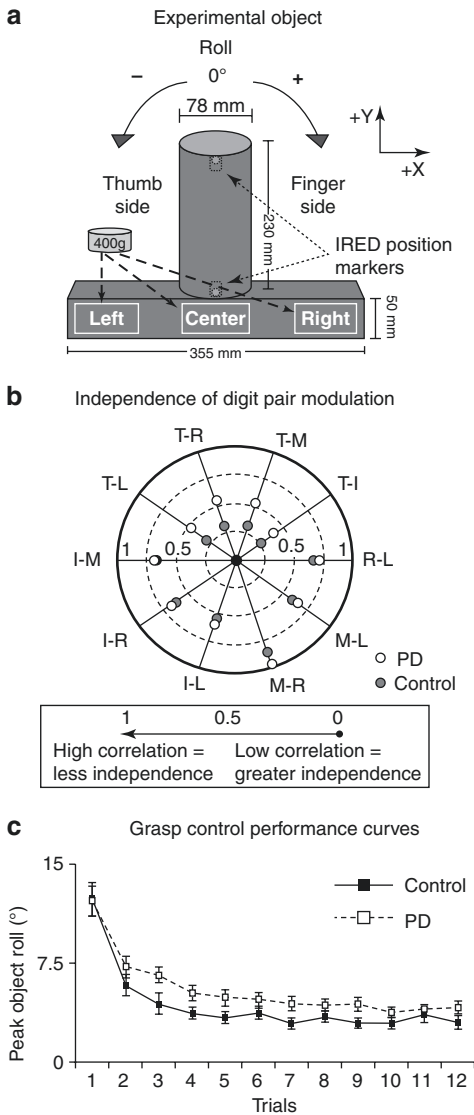 a
Experimental object
Roll
– 0° +
78 mm
+Y
+X
Thumb
side
Finger
side
230 mm
400g
IRED position
markers
Left Center Right
50 mm
355 mm
b
Independence of digit pair modulation
T-R T-M
T-L T-I
I-M 1 0.5 0.5 1 R-L
I-R M-L
I-L M-R
PD
Control
1 0.5 0
High correlation = Low correlation =
less independence greater independence
c
Grasp control performance curves
15
7.5
0
Peak object roll (°)
Control
PD
1 2 3 4 5 6 7 8 9 10 11 12
Trials